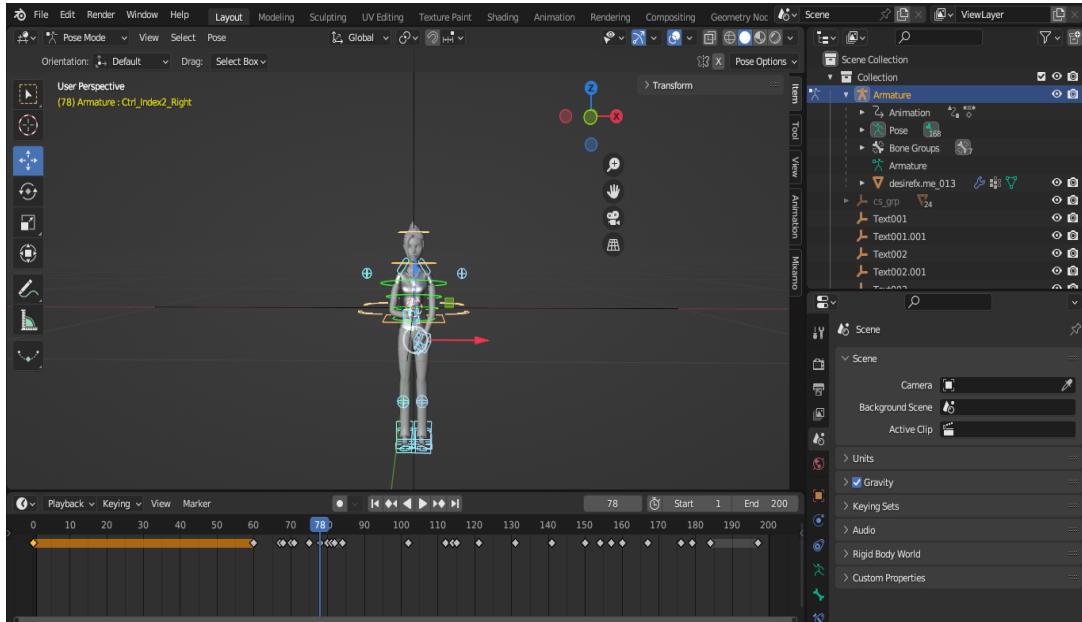 File Edit Render Window Help Layout Modeling Sculpting UV Editing Texture Paint Shading Animation Rendering Compositing Geometry Noc Scene ViewLayer
Pose Mode View Select Pose Global
Orientation: Default Drag: Select Box X Pose Options
User Perspective
(78) Armature : Ctrl_Index2_Right
Z
X
Transform
Item
Tool
View
Animation
Mixamo
Scene Collection
Collection
Armature
Animation 2
Pose 168
Bone Groups 7
Armature
desirefx.me_013
cs_grp 24
Text001
Text001.001
Text002
Text002.001
Scene
Scene
Camera
Background Scene
Active Clip
Units
Gravity
Keying Sets
Audio
Rigid Body World
Custom Properties
Playback Keying View Marker 78 Start 1 End 200
0 10 20 30 40 50 60 70 78 90 100 110 120 130 140 150 160 170 180 190 200